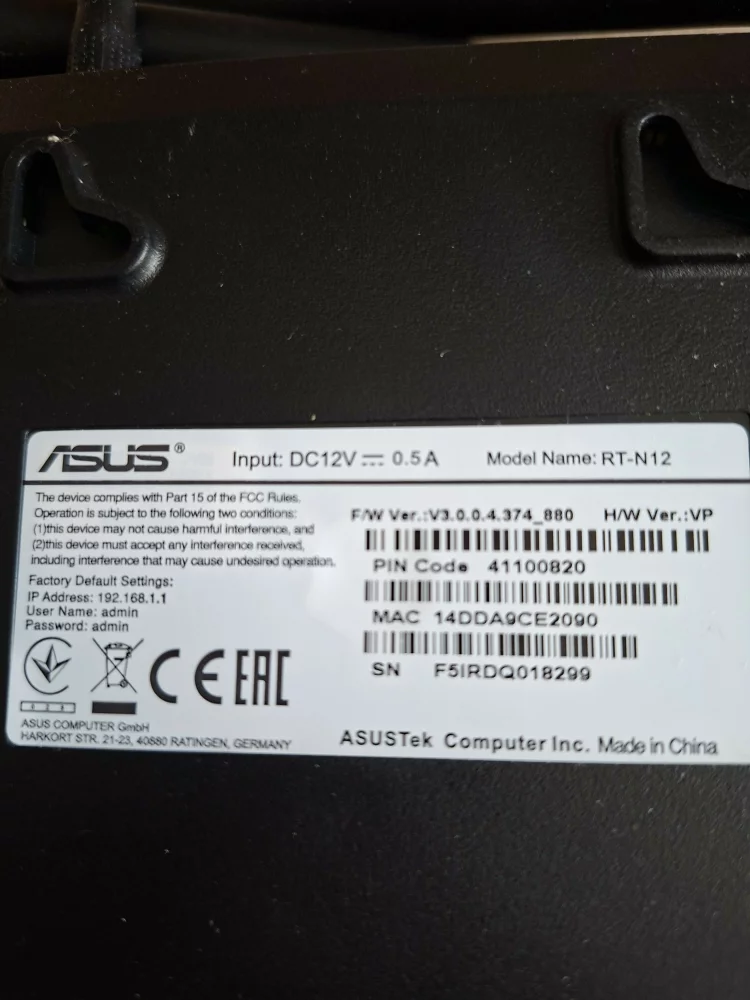 ASUS® Input: DC12V ⎓ 0.5A Model Name: RT-N12
The device complies with Part 15 of the FCC Rules.
Operation is subject to the following two conditions:
(1)this device may not cause harmful interference, and
(2)this device must accept any interference received,
including interference that may cause undesired operation.
Factory Default Settings:
IP Address: 192.168.1.1
User Name: admin
Password: admin
F/W Ver.:V3.0.0.4.374_880 H/W Ver.:VP
PIN Code 41100820
MAC 14DDA9CE2090
SN F5IRDQ018299
CE EAC
ASUS COMPUTER GmbH
HARKORT STR. 21-23, 40880 RATINGEN, GERMANY
ASUSTek Computer Inc. Made in China